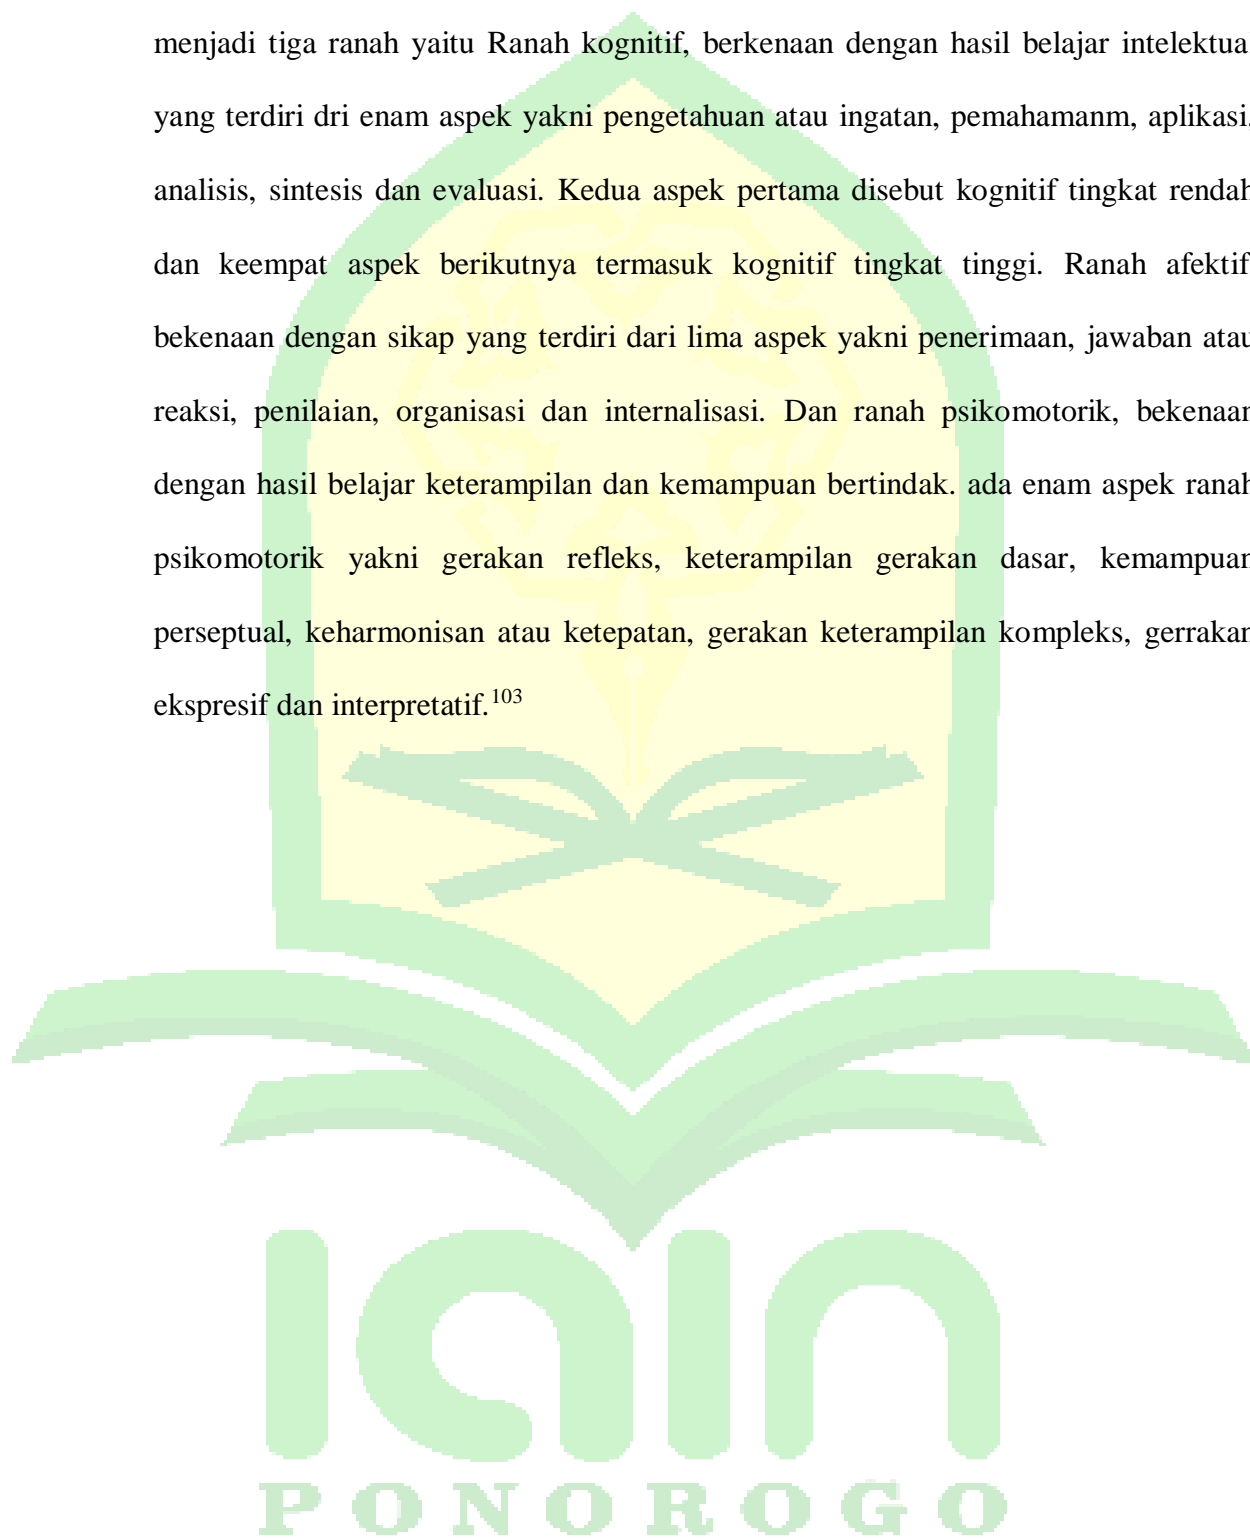 menjadi tiga ranah yaitu Ranah kognitif, berkenaan dengan hasil belajar intelektual
yang terdiri dri enam aspek yakni pengetahuan atau ingatan, pemahamanm, aplikasi,
analisis, sintesis dan evaluasi. Kedua aspek pertama disebut kognitif tingkat rendah
dan keempat aspek berikutnya termasuk kognitif tingkat tinggi. Ranah afektif
bekenaan dengan sikap yang terdiri dari lima aspek yakni penerimaan, jawaban atau
reaksi, penilaian, organisasi dan internalisasi. Dan ranah psikomotorik, bekenaan
dengan hasil belajar keterampilan dan kemampuan bertindak. ada enam aspek ranah
psikomotorik yakni gerakan refleks, keterampilan gerakan dasar, kemampuan
perseptual, keharmonisan atau ketepatan, gerakan keterampilan kompleks, gerrakan
ekspresif dan interpretatif.103
iain
PONOROGO